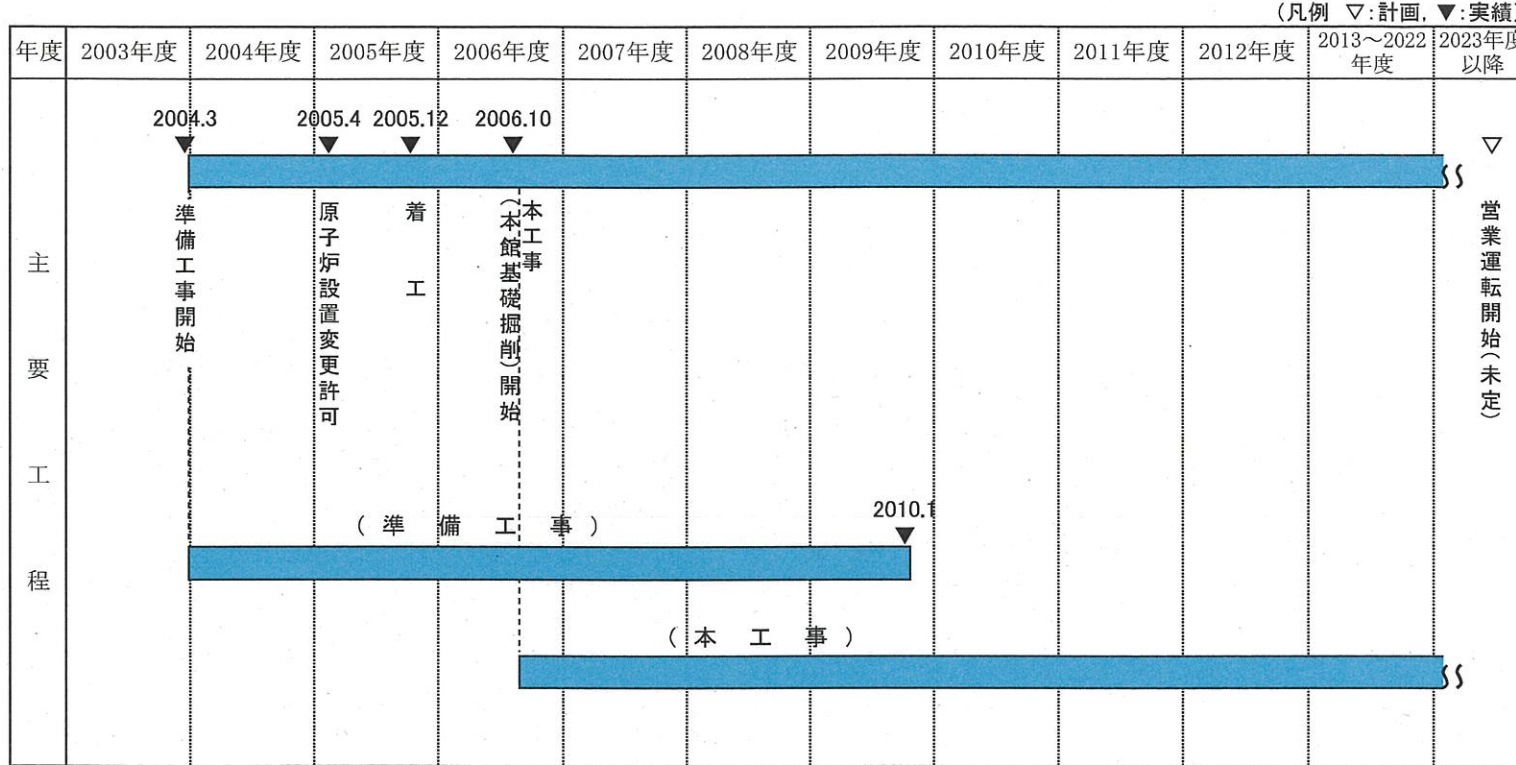 (凡例 ▽:計画, ▼:実績)
年度
2003年度
2004年度
2005年度
2006年度
2007年度
2008年度
2009年度
2010年度
2011年度
2012年度
2013～2022
年度
2023年度
以降
主要工程
2004.3
▼
2005.4
▼
2005.12
▼
2006.10
▼
▽
準備工事開始
原子炉設置変更許可
着工
本工事
(本館基礎掘削)開始
営業運転開始(未定)
(準備工事)
2010.1
▼
(本工事)